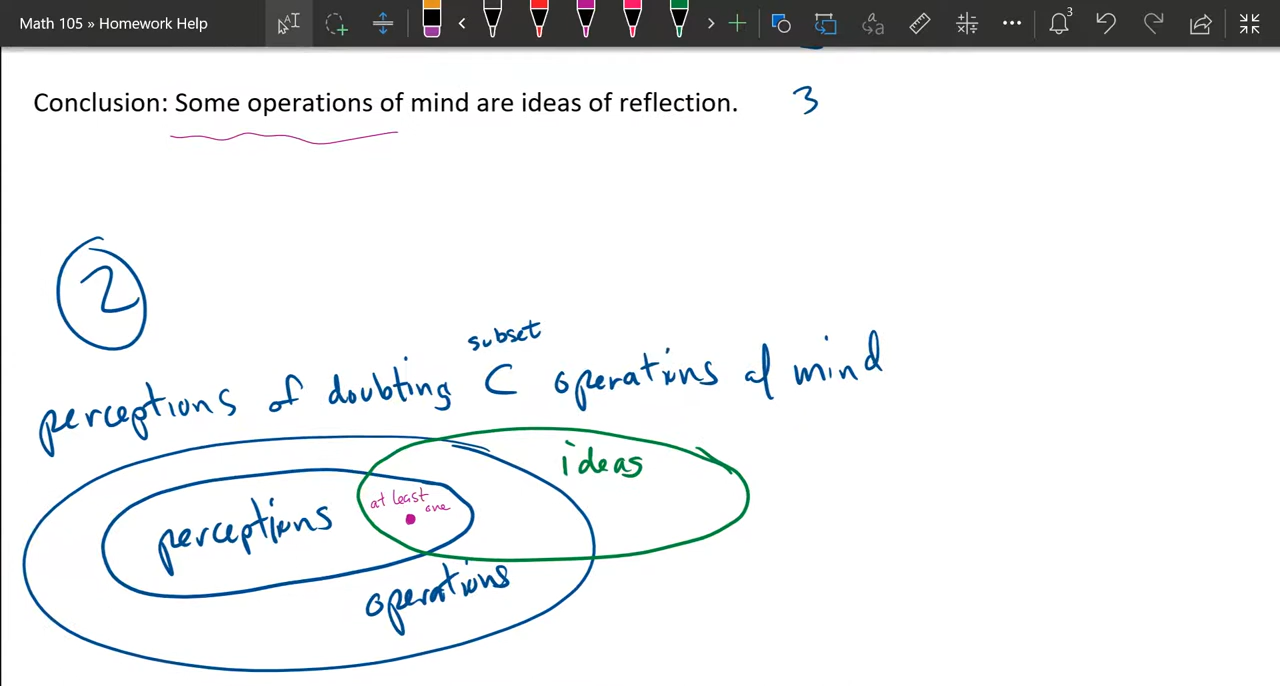 Math 105 » Homework Help
3
Conclusion: Some operations of mind are ideas of reflection. 3
2
subset
perceptions of doubting ⊂ operations of mind
ideas
at least
one
perceptions
operations